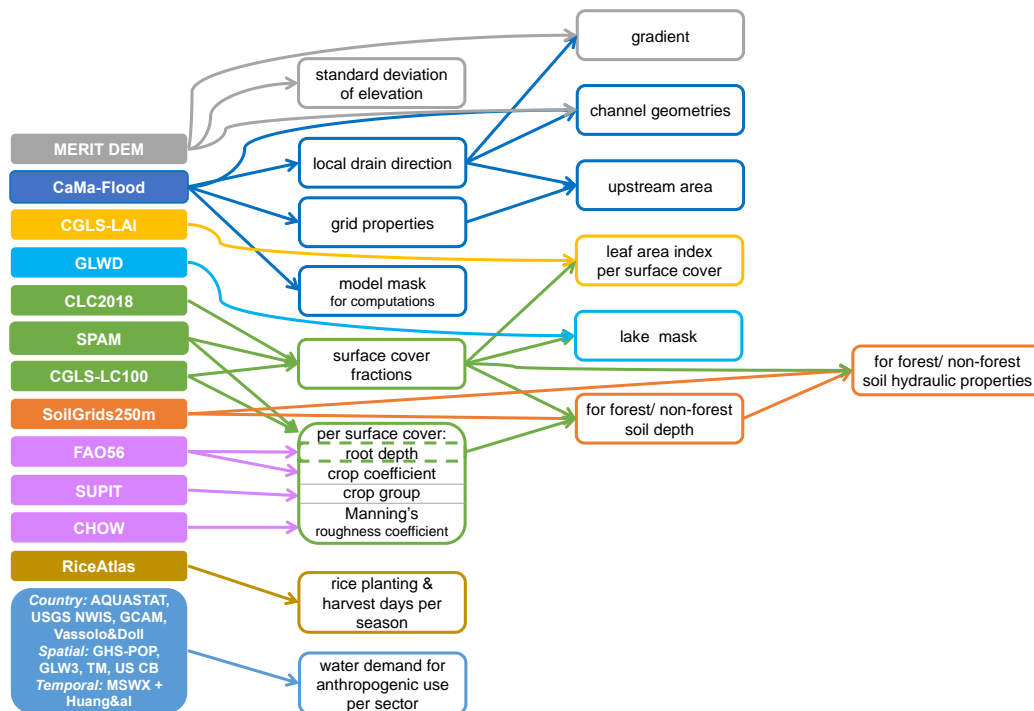 MERIT DEM
CaMa-Flood
CGLS-LAI
GLWD
CLC2018
SPAM
CGLS-LC100
SoilGrids250m
FAO56
SUPIT
CHOW
RiceAtlas
Country: AQUASTAT,
USGS NWIS, GCAM,
Vassolo&Doll
Spatial: GHS-POP,
GLW3, TM, US CB
Temporal: MSWX +
Huang&al
standard deviation
of elevation
local drain direction
grid properties
model mask
for computations
surface cover
fractions
per surface cover:
root depth
crop coefficient
crop group
Manning's
roughness coefficient
rice planting &
harvest days per
season
water demand for
anthropogenic use
per sector
gradient
channel geometries
upstream area
leaf area index
per surface cover
lake mask
for forest/ non-forest
soil depth
for forest/ non-forest
soil hydraulic properties